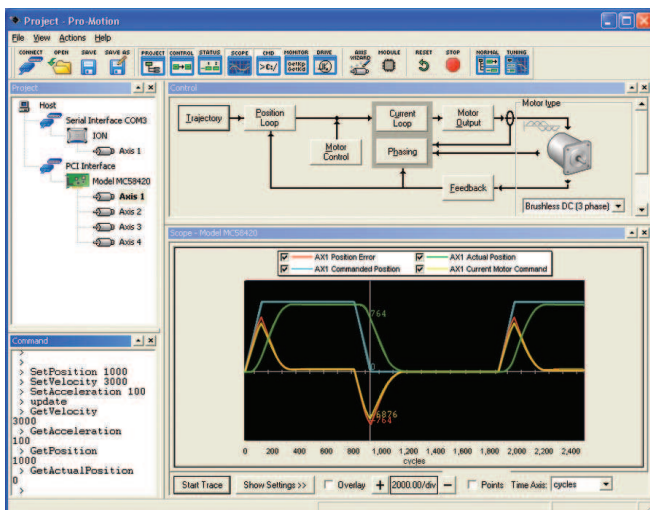 Project - Pro-Motion
File View Actions Help
CONNECT OPEN SAVE SAVE AS PROJECT CONTROL STATUS SCOPE CMD MONITOR DRIVE AXIS WIZARD MODULE RESET STOP NORMAL TUNING
>C:/
GetKp
GetKd
Project
Host
Serial Interface COM3
ION
Axis 1
PCI Interface
Model MC58420
Axis 1
Axis 2
Axis 3
Axis 4
Control
Trajectory
Position Loop
Motor Control
Current Loop
Phasing
Motor Output
Feedback
Motor type
Brushless DC (3 phase)
Scope - Model MC58420
AX1 Position Error
AX1 Actual Position
AX1 Commanded Position
AX1 Current Motor Command
764
0
-6876
-764
0 200 400 600 800 1,000 1,200 1,400 1,600 1,800 2,000 2,200 2,400
cycles
Start Trace
Show Settings >>
Overlay
+
2000.00/div
-
Points
Time Axis:
cycles
Command
>
>
> SetPosition 1000
> SetVelocity 3000
> SetAcceleration 100
> update
> GetVelocity
3000
> GetAcceleration
100
> GetPosition
1000
> GetActualPosition
0
>